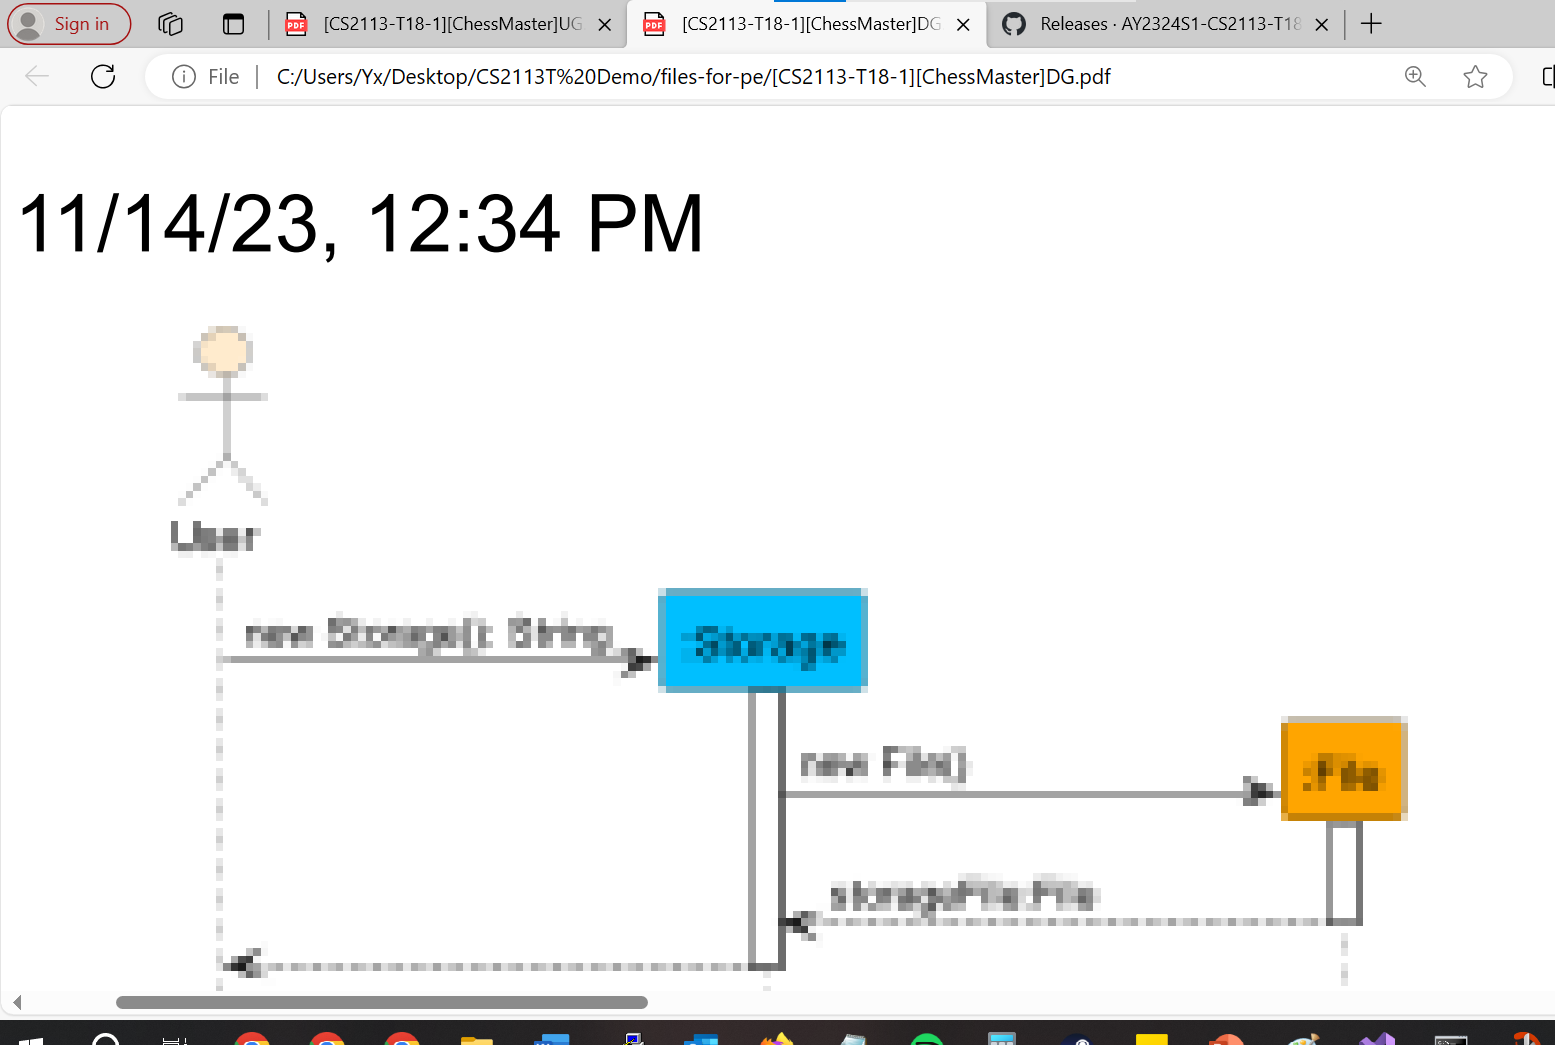 Sign in
[CS2113-T18-1][ChessMaster]UG
[CS2113-T18-1][ChessMaster]DG
Releases · AY2324S1-CS2113-T18
File
C:/Users/Yx/Desktop/CS2113T%20Demo/files-for-pe/[CS2113-T18-1][ChessMaster]DG.pdf
11/14/23, 12:34 PM
User
new Storage(): String
:Storage
new File()
:File
storageFile:File